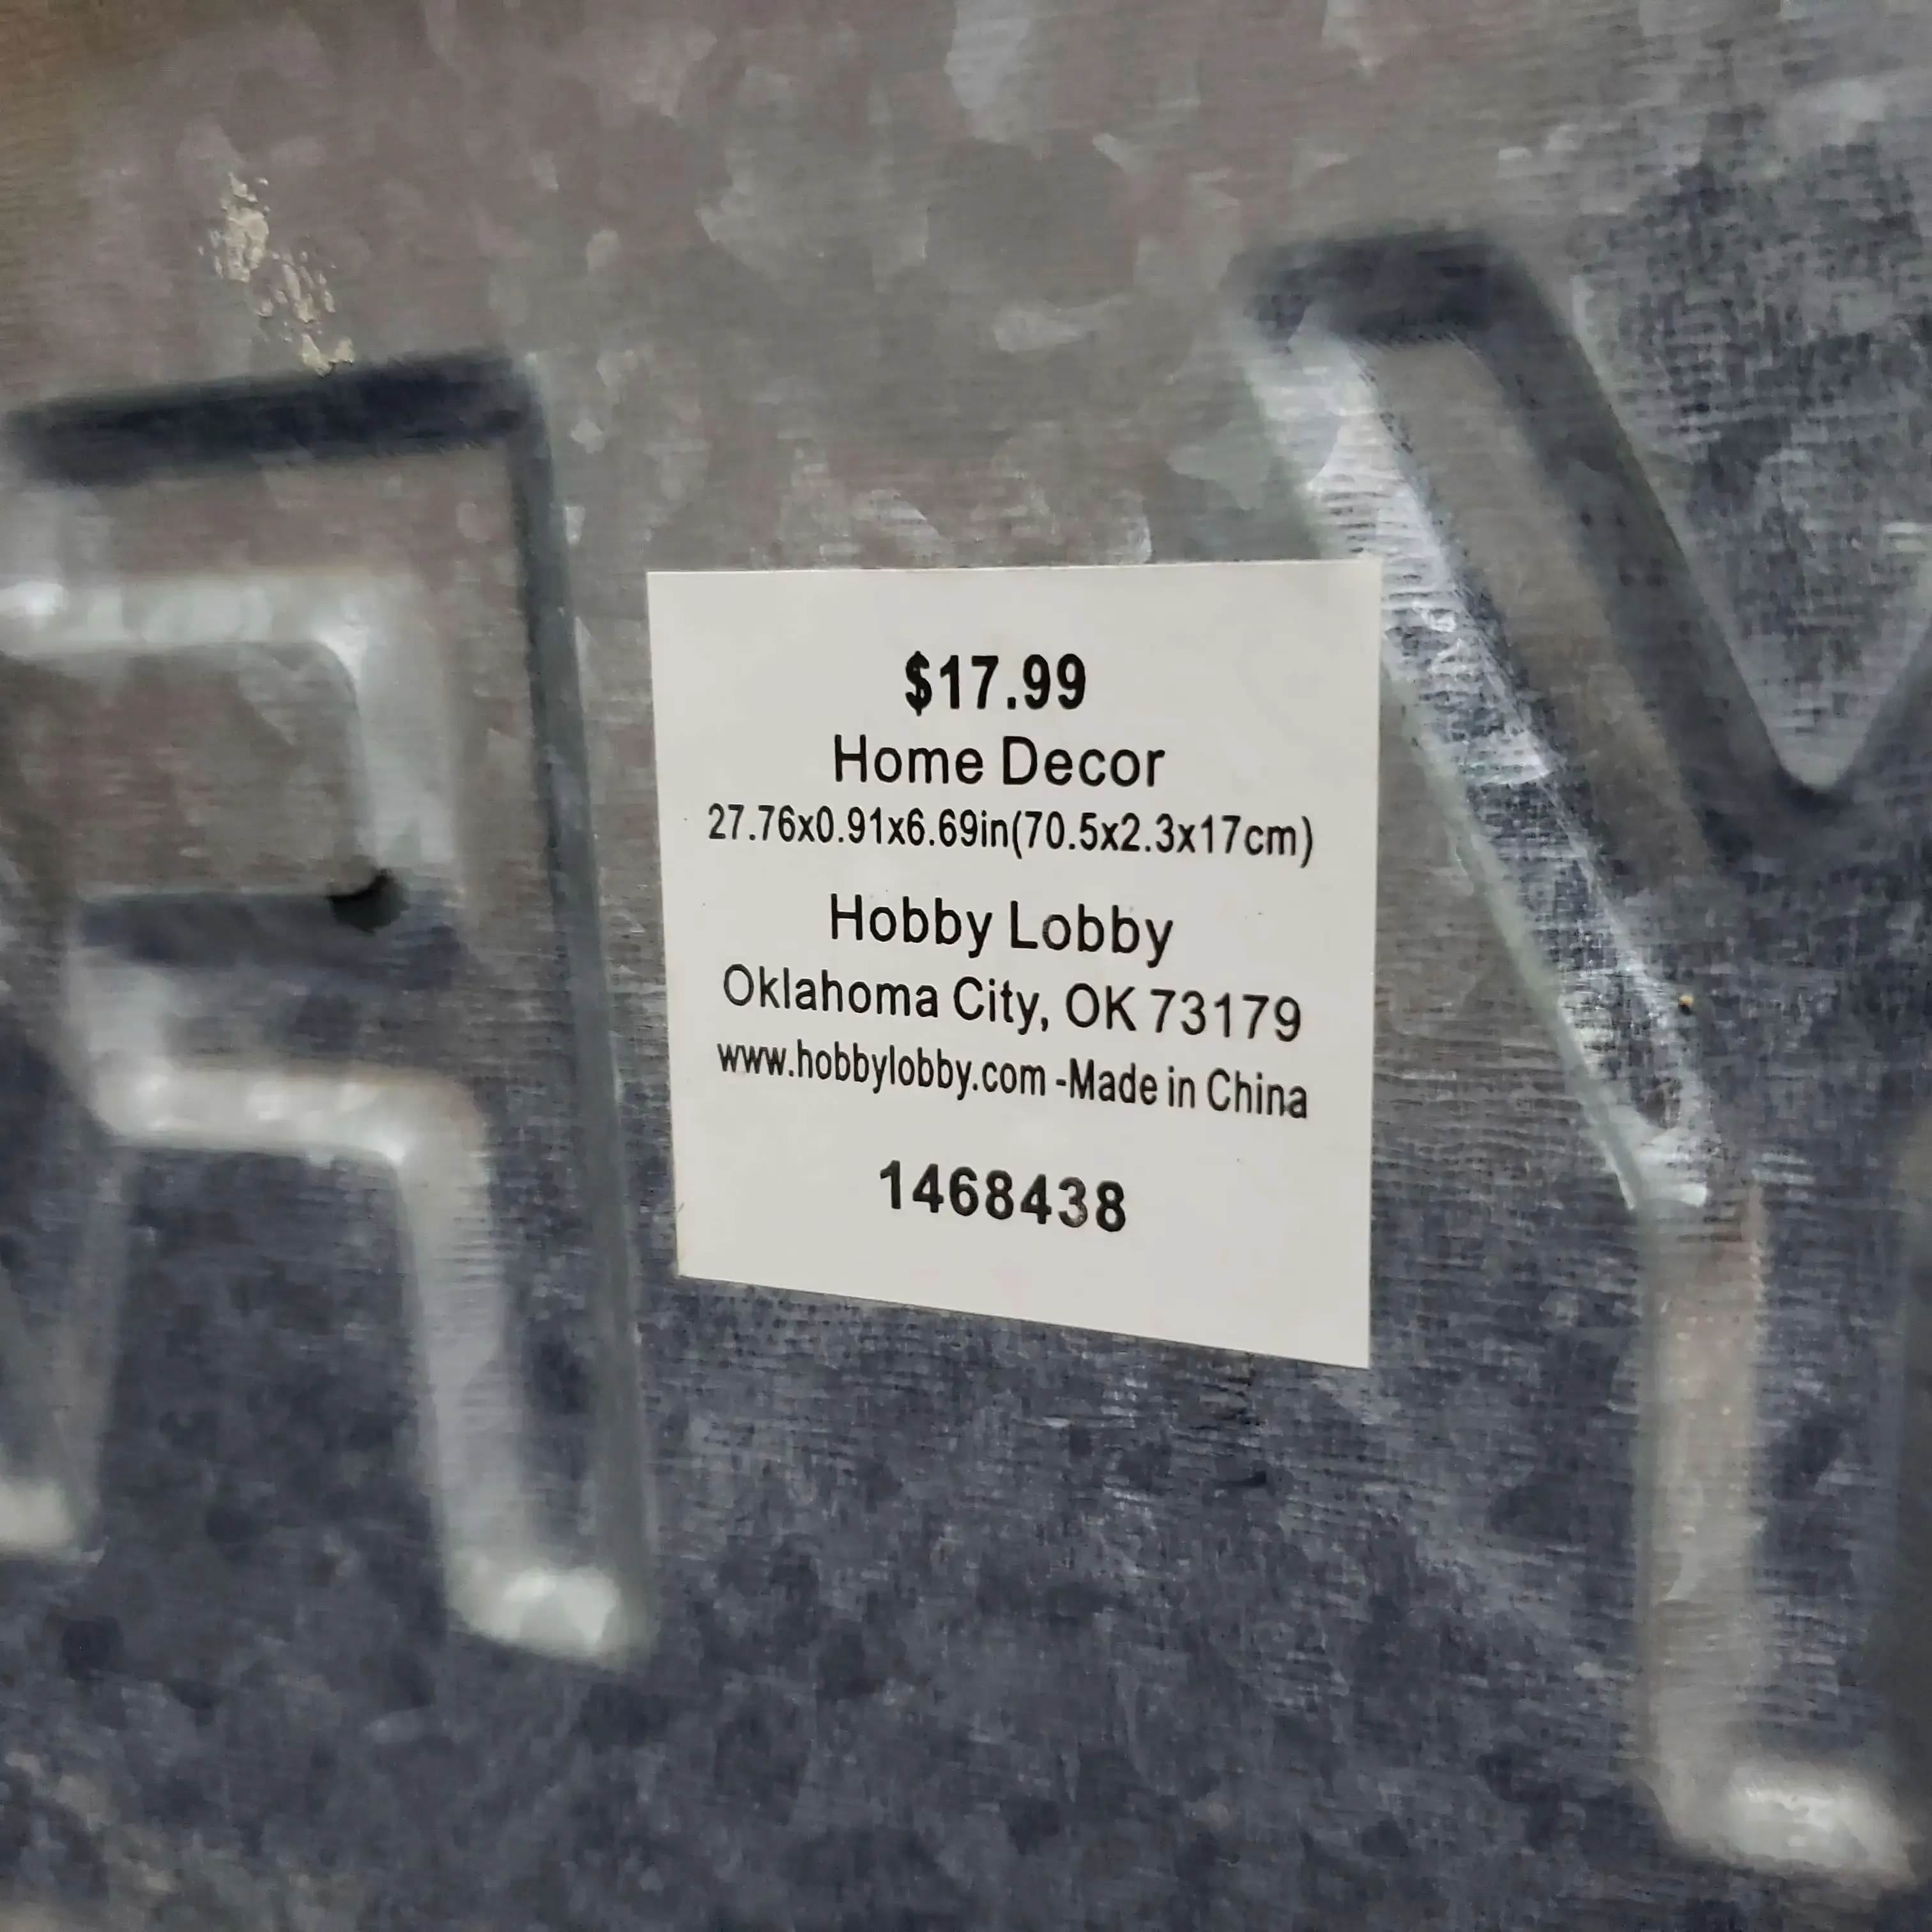 $17.99
Home Decor
27.76x0.91x6.69in(70.5x2.3x17cm)
Hobby Lobby
Oklahoma City, OK 73179
www.hobbylobby.com -Made in China
1468438